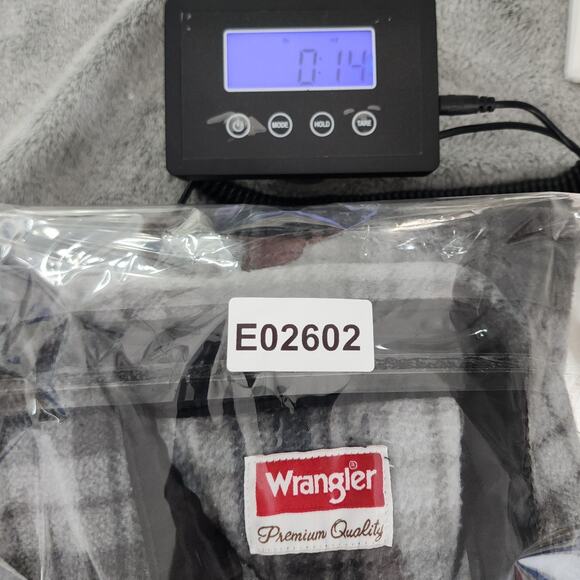 0:14
MODE
HOLD
TARE
E02602
Wrangler®
Premium Quality